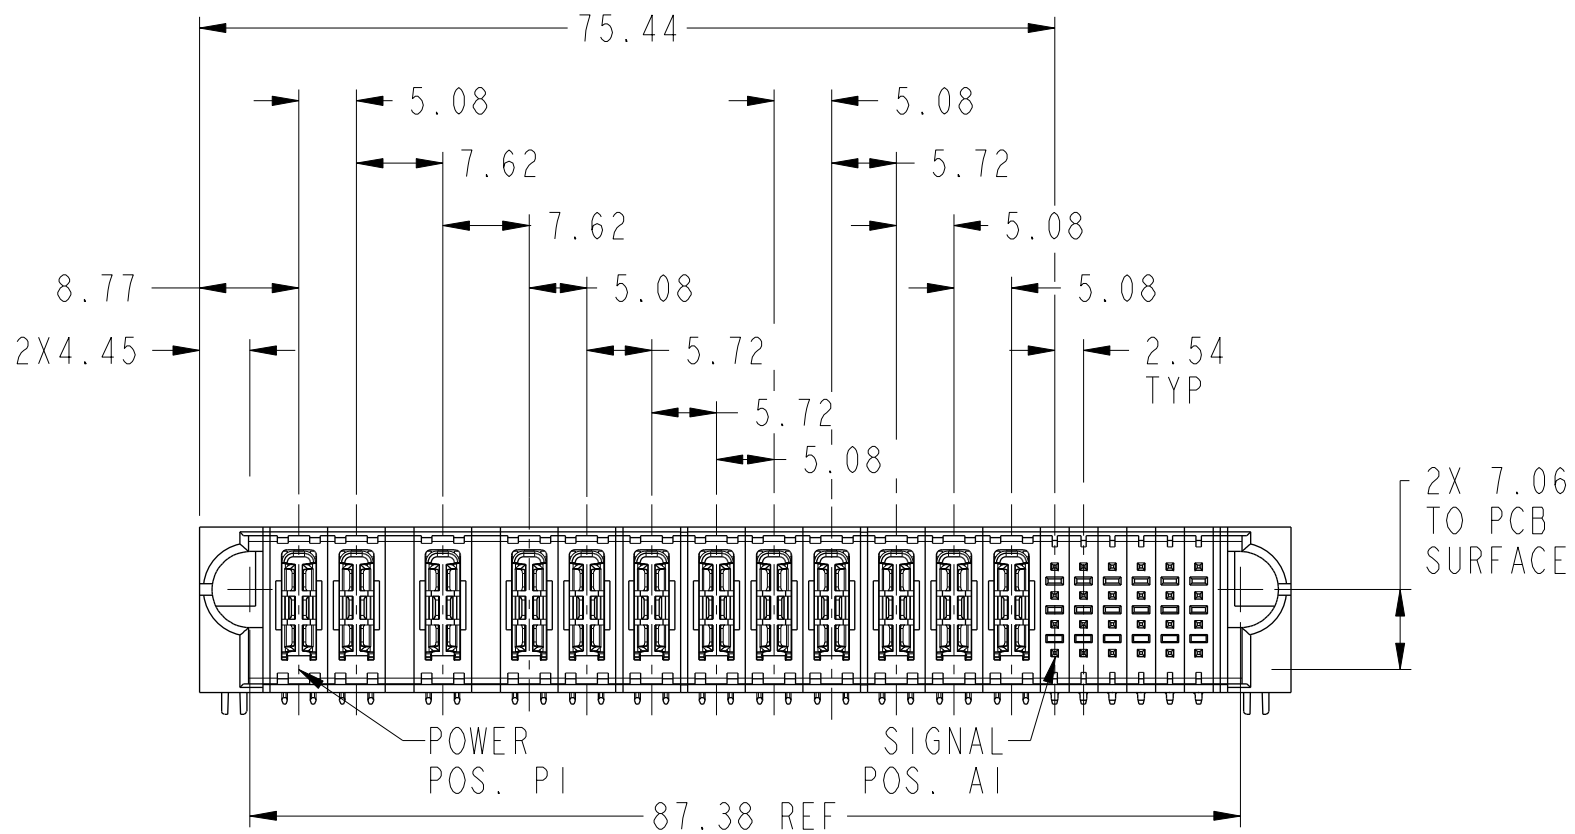 75.44
5.08
5.08
7.62
5.72
7.62
5.08
8.77
5.08
5.08
2X4.45
5.72
2.54
TYP
5.72
5.08
2X 7.06
TO PCB
SURFACE
POWER
POS. P1
SIGNAL
POS. A1
87.38 REF